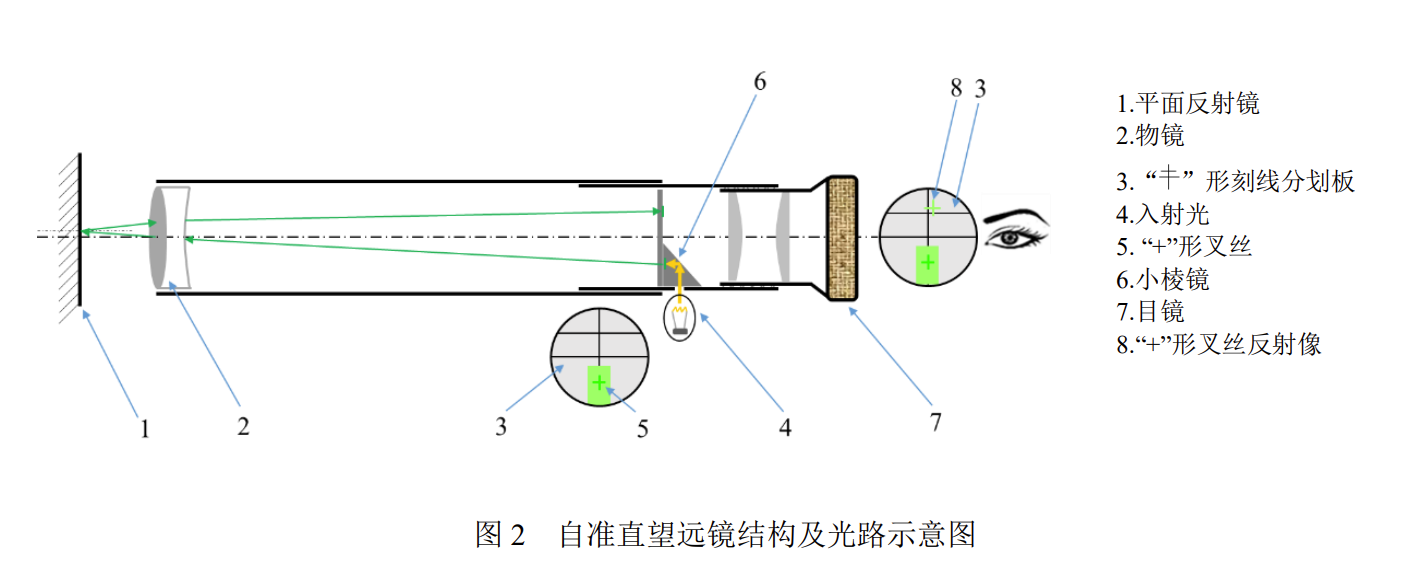 6
8 3
1 2 3 5 4 7
1.平面反射镜
2.物镜
3.“キ”形刻线分划板
4.入射光
5. “+”形叉丝
6.小棱镜
7.目镜
8.“+”形叉丝反射像
图 2 自准直望远镜结构及光路示意图